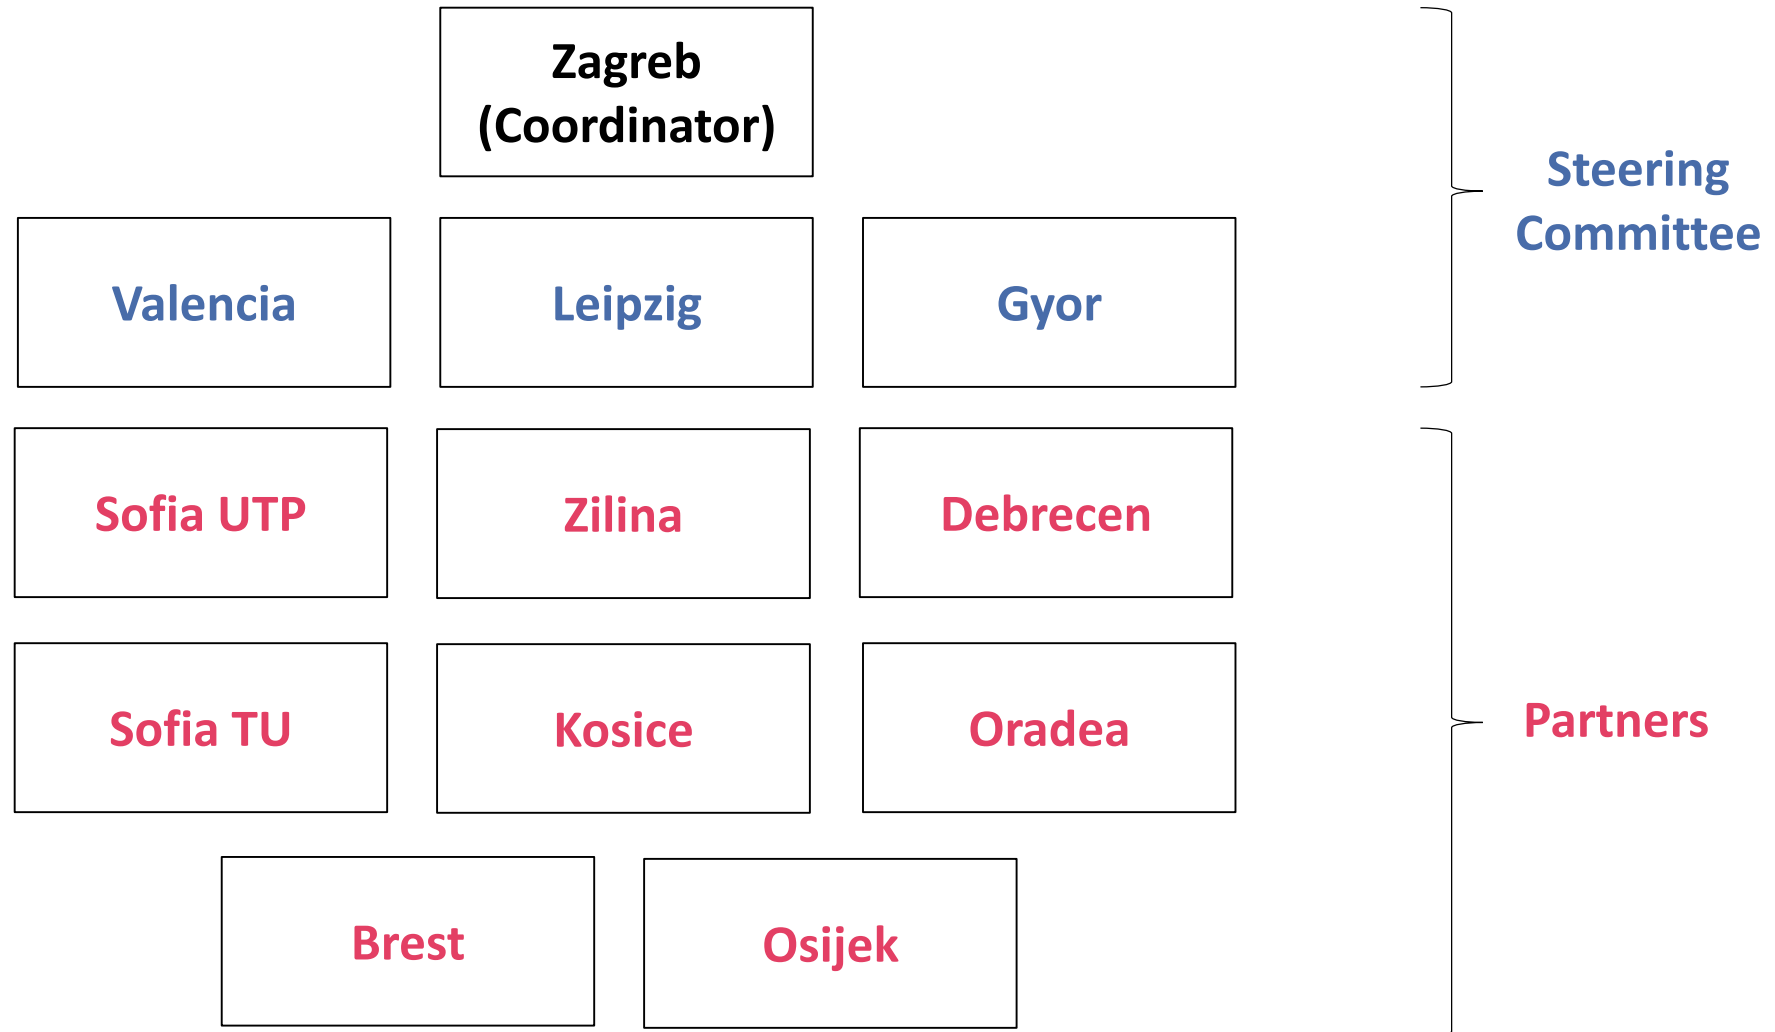 Zagreb
(Coordinator)
Steering
Committee
Valencia
Leipzig
Gyor
Sofia UTP
Zilina
Debrecen
Sofia TU
Kosice
Oradea
Partners
Brest
Osijek